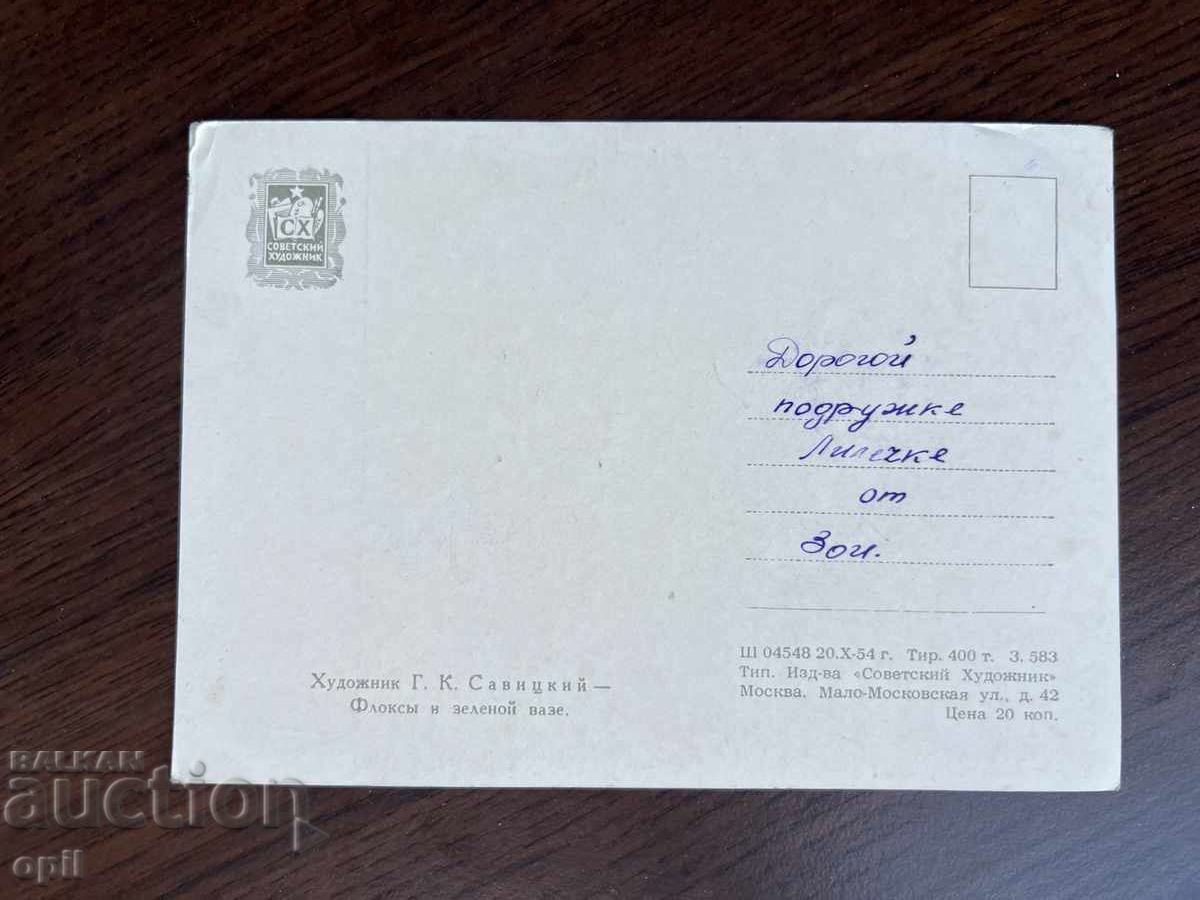 СХ
СОВЕТСКИЙ
ХУДОЖНИК
Дорогой
подружке
Лилечке
от
Зои.
Ш 04548 20.X-54 г. Тир. 400 т. З. 583
Тип. Изд-ва «Советский Художник»
Москва. Мало-Московская ул., д. 42
Цена 20 коп.
Художник Г. К. Савицкий —
Флоксы в зеленой вазе.
BALKAN
auction
opil